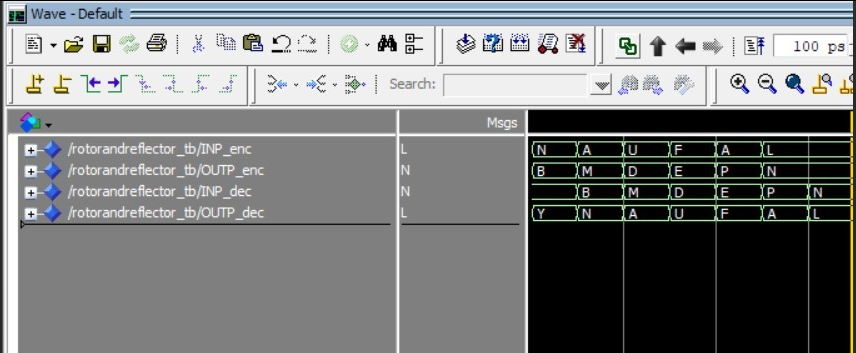 Wave - Default
100 ps
Search:
Msgs
/rotorandreflector_tb/INP_enc L N A U F A L
/rotorandreflector_tb/OUTP_enc N B M D E P N
/rotorandreflector_tb/INP_dec N B M D E P N
/rotorandreflector_tb/OUTP_dec L Y N A U F A L